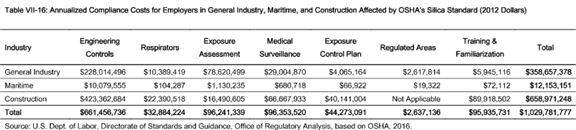 Table VII-16: Annualized Compliance Costs for Employers in General Industry, Maritime, and Construction Affected by OSHA's Silica Standard (2012 Dollars)
Industry Engineering Controls Respirators Exposure Assessment Medical Surveillance Exposure Control Plan Regulated Areas Training & Familiarization Total
General Industry $228,014,496 $10,389,419 $78,620,499 $29,004,870 $4,065,164 $2,617,814 $5,945,116 $358,657,378
Maritime $10,079,555 $104,287 $1,130,235 $680,718 $66,922 $19,322 $72,112 $12,153,151
Construction $423,362,684 $22,390,518 $16,490,605 $66,667,933 $40,141,004 Not Applicable $89,918,502 $658,971,248
Total $661,456,736 $32,884,224 $96,241,339 $96,353,520 $44,273,091 $2,637,136 $95,935,731 $1,029,781,777
Source: U.S. Dept. of Labor, Directorate of Standards and Guidance, Office of Regulatory Analysis, based on OSHA, 2016.